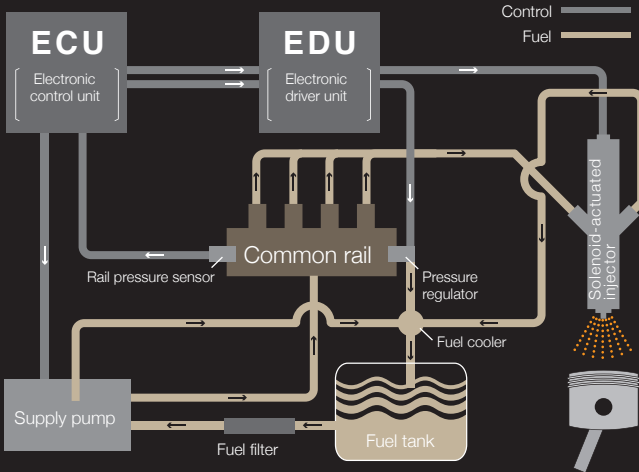 ECU
Electronic
control unit
EDU
Electronic
driver unit
Control
Fuel
Solenoid-actuated
injector
Common rail
Rail pressure sensor
Pressure
regulator
Fuel cooler
Supply pump
Fuel filter
Fuel tank